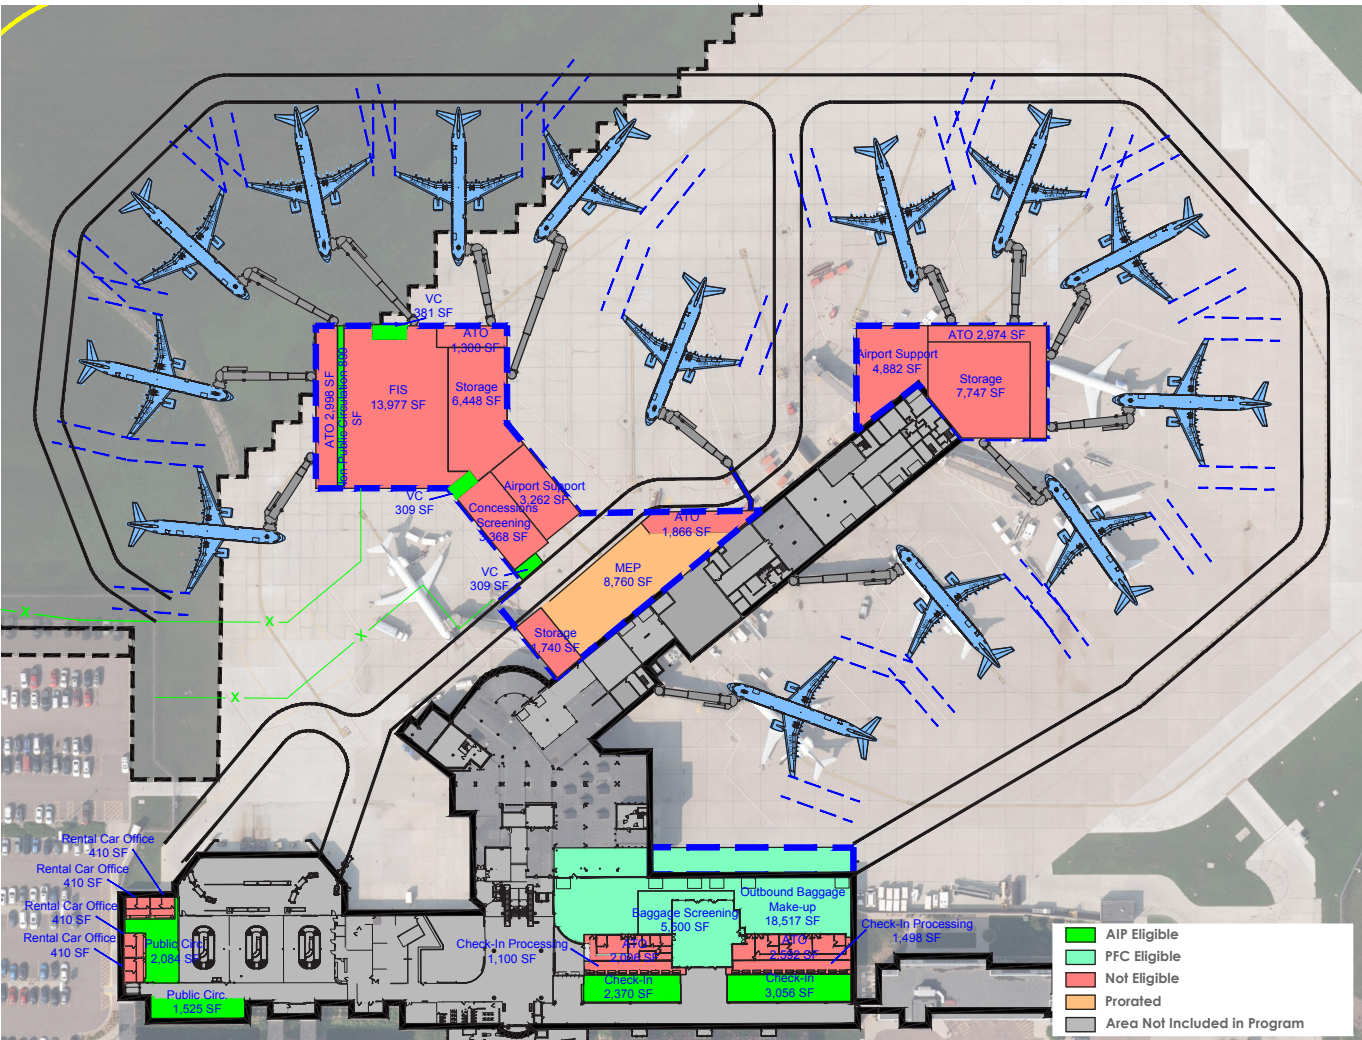 VC
381 SF
ATO
1,300 SF
ATO 2,998 SF
Non-Public Circulation 899
SF
FIS
13,977 SF
Storage
6,448 SF
Airport Support
4,882 SF
ATO 2,974 SF
Storage
7,747 SF
VC
309 SF
Airport Support
3,262 SF
Concessions
Screening
3,368 SF
ATO
1,866 SF
VC
309 SF
MEP
8,760 SF
Storage
1,740 SF
X
X
X
X
Rental Car Office
410 SF
Rental Car Office
410 SF
Rental Car Office
410 SF
Rental Car Office
410 SF
Public Circ.
2,084 SF
Public Circ.
1,525 SF
Check-In Processing
1,100 SF
Baggage Screening
5,600 SF
Outbound Baggage
Make-up
18,517 SF
Check-In Processing
1,498 SF
ATO
ATO
Check-In
2,370 SF
Check-In
3,056 SF
AIP Eligible
PFC Eligible
Not Eligible
Prorated
Area Not Included in Program